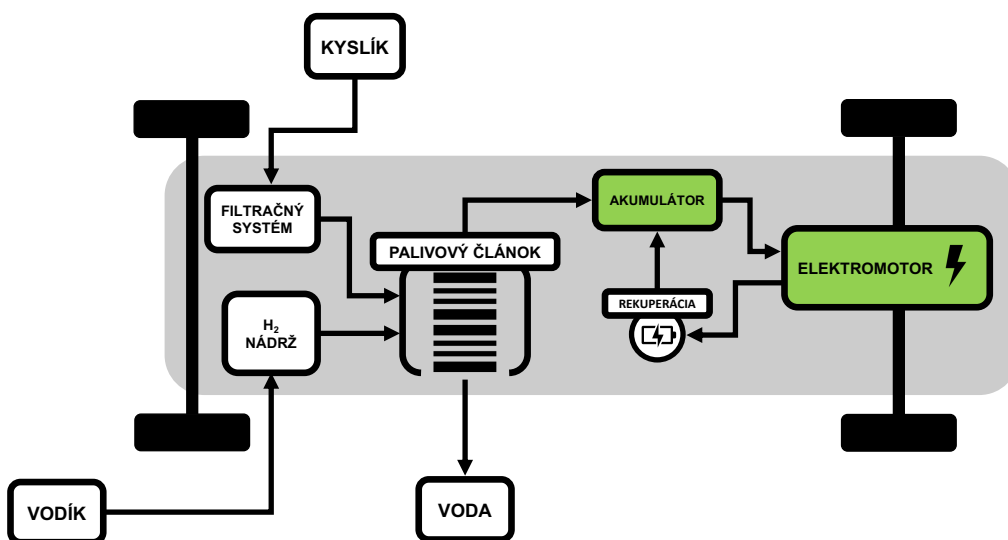 KYSLÍK
FILTRAČNÝ
SYSTÉM
AKUMULÁTOR
PALIVOVÝ ČLÁNOK
ELEKTROMOTOR
REKUPERÁCIA
H₂
NÁDRŽ
VODÍK
VODA